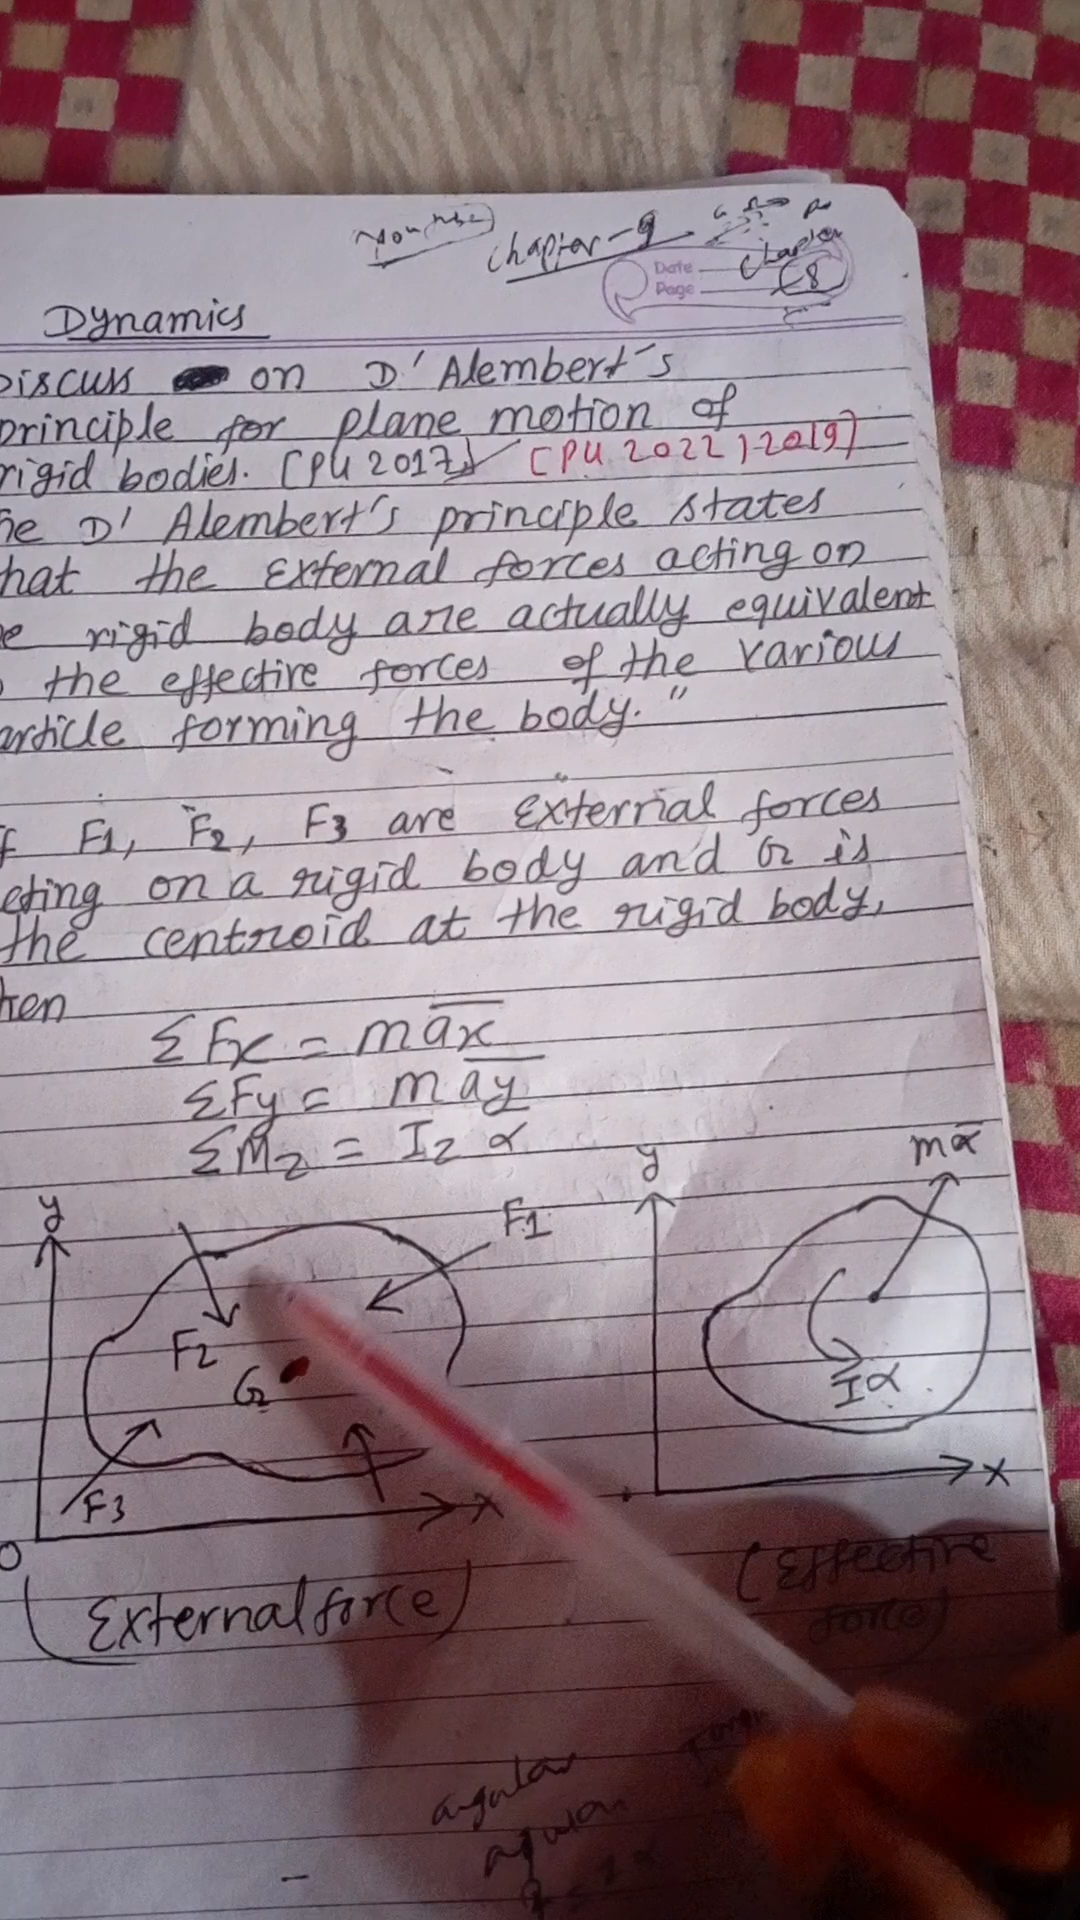 Chapter-9
Chapter
8
Date
Page
Dynamics
Discuss on D'Alembert's
principle for plane motion of
rigid bodies. [PU 2017] [PU 2022, 2019]
he D' Alembert's principle states
hat the External forces acting on
e rigid body are actually equivalent
o the effective forces of the various
article forming the body."
f F1, F2, F3 are External forces
cting on a rigid body and G is
the centroid at the rigid body,
hen
ΣFx = m a̅x̅
ΣFy = m a̅y̅
ΣMz = Iz α
y
F1
F2
G
F3
x
O
(External force)
y
ma̅
Iα
x
(Effective
force)
angular